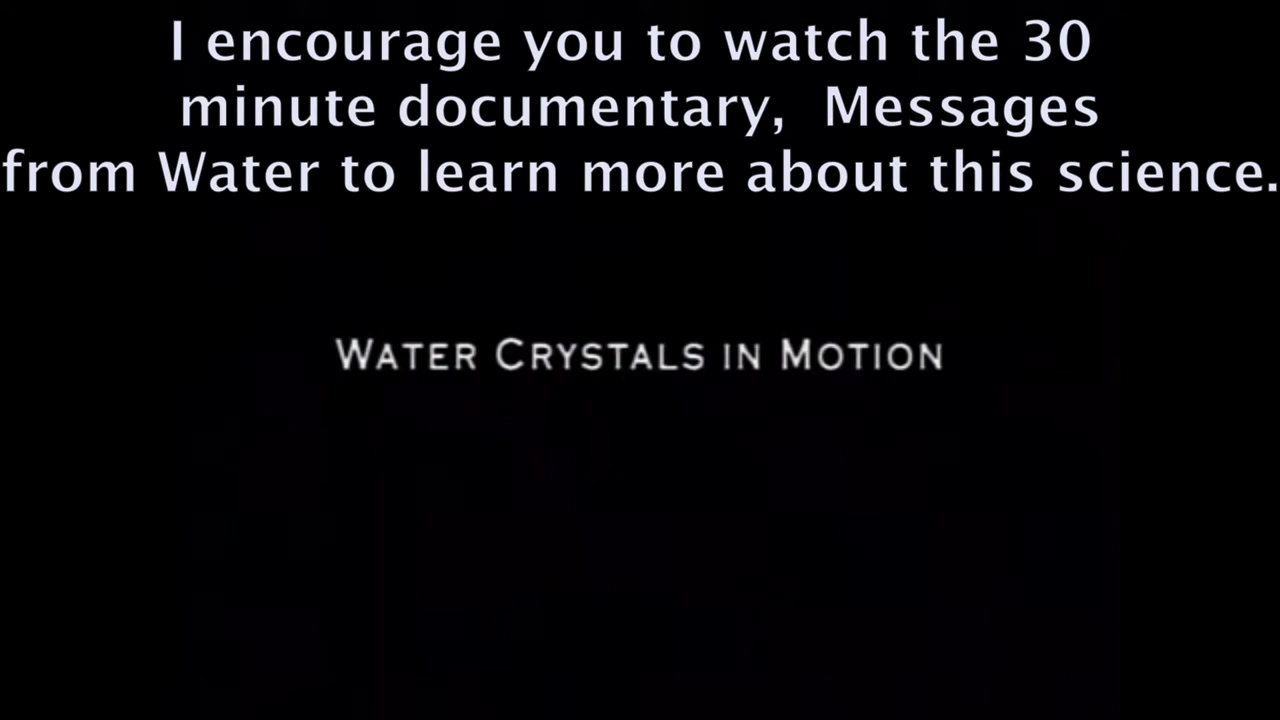 I encourage you to watch the 30
minute documentary,  Messages
from Water to learn more about this science.
WATER CRYSTALS IN MOTION